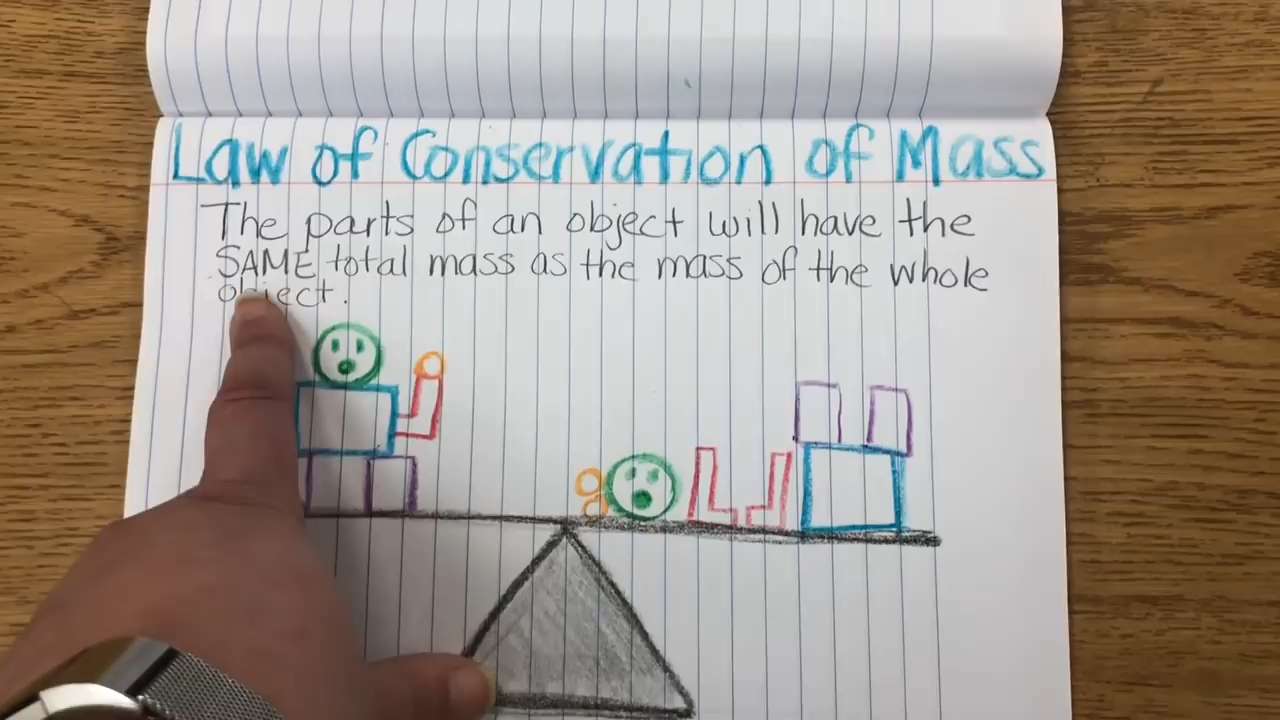 Law of Conservation of Mass
The parts of an object will have the
SAME total mass as the mass of the whole
object.